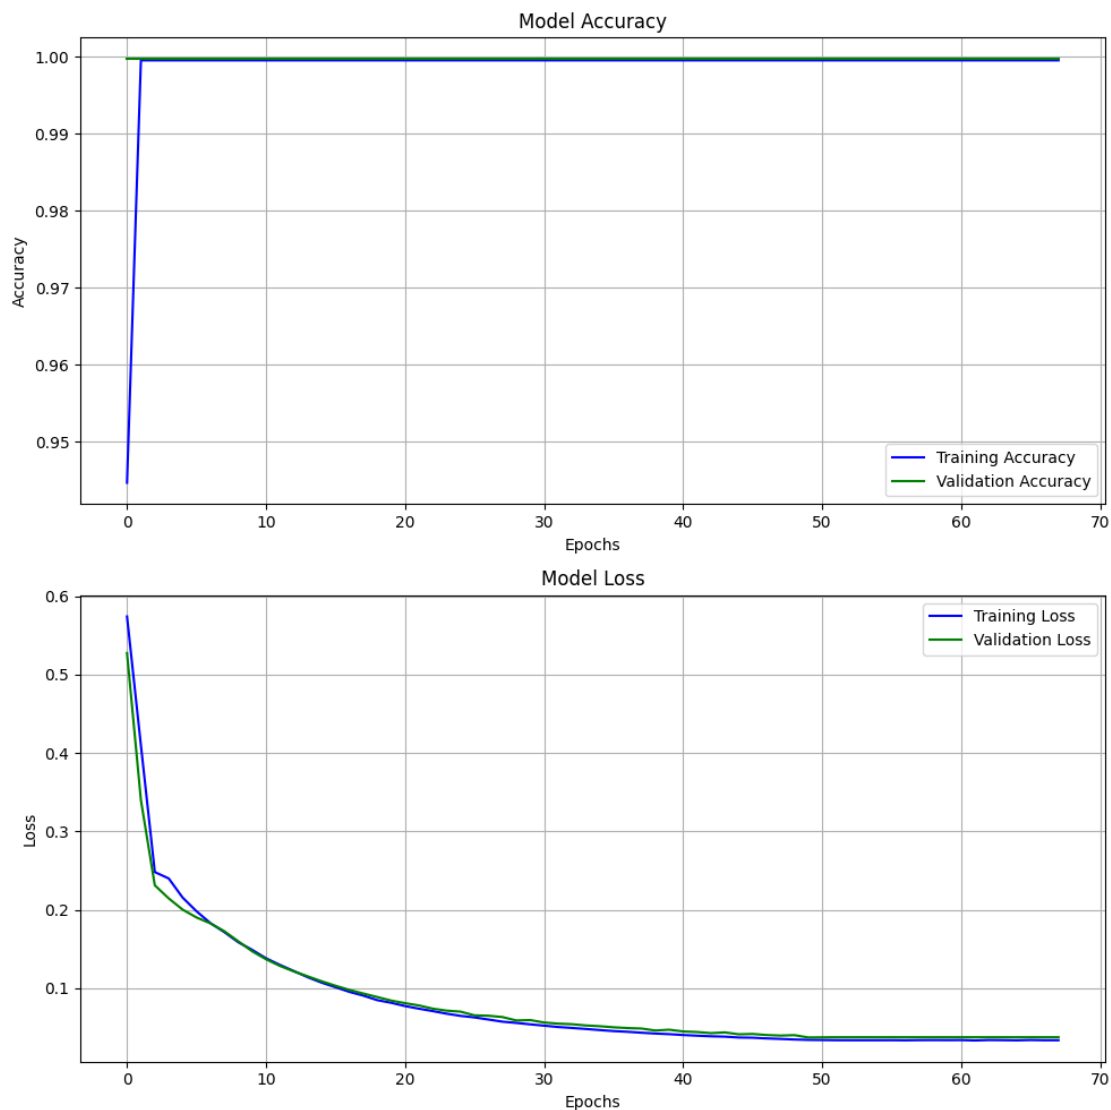 Model Accuracy
1.00
0.99
0.98
0.97
0.96
0.95
Accuracy
Training Accuracy
Validation Accuracy
0 10 20 30 40 50 60 70
Epochs
Model Loss
0.6
0.5
0.4
0.3
0.2
0.1
Loss
Training Loss
Validation Loss
0 10 20 30 40 50 60 70
Epochs